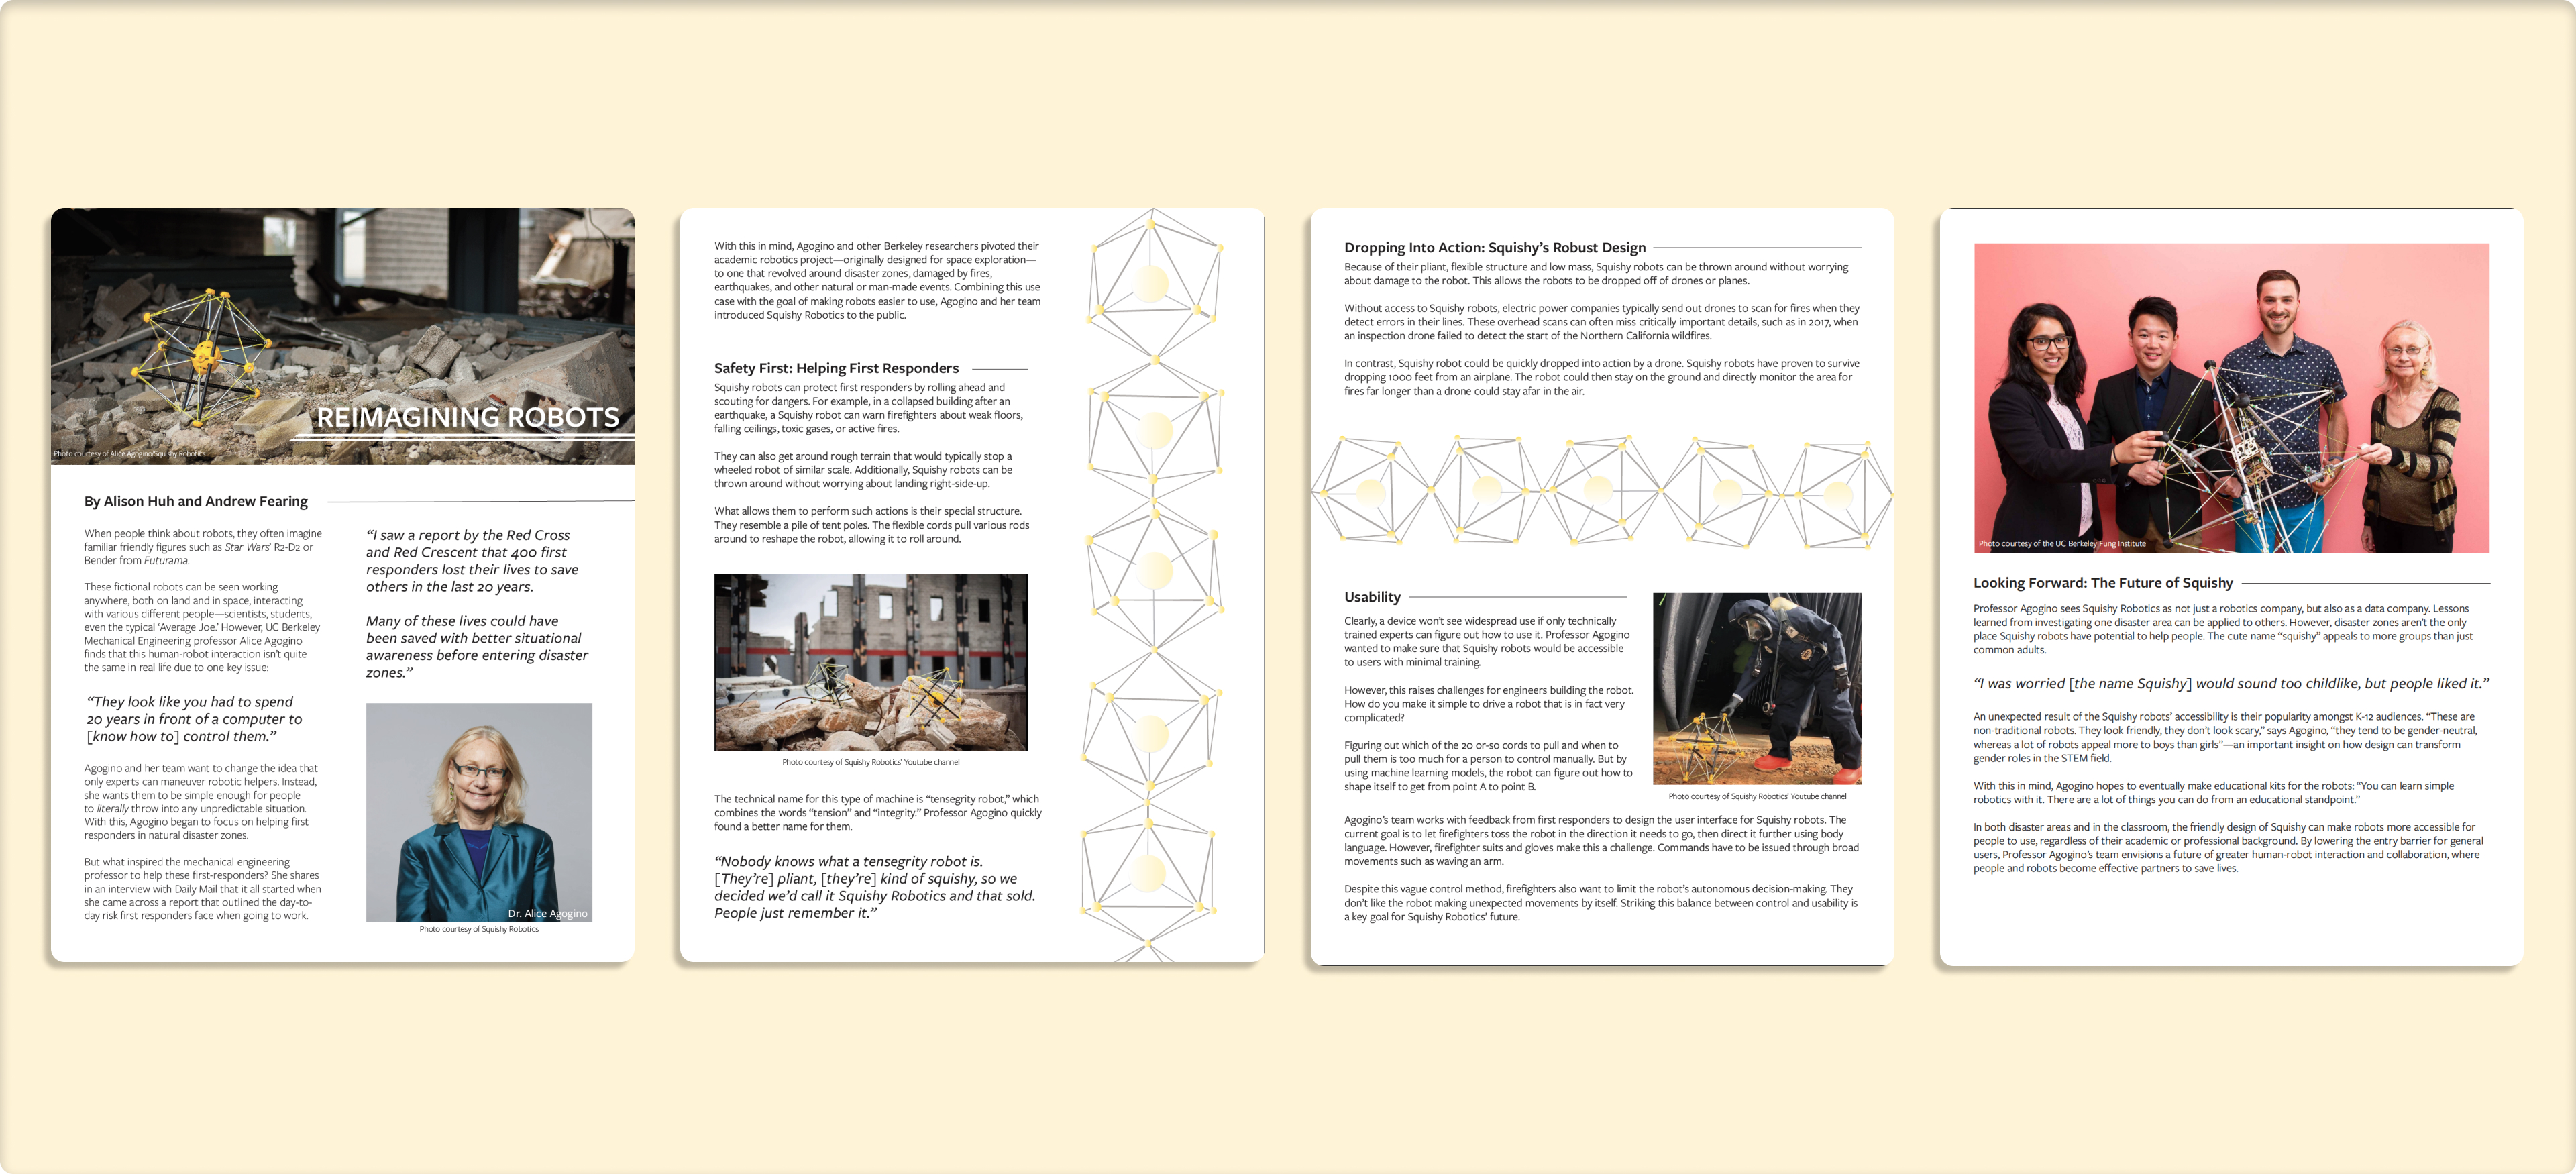 REIMAGINING ROBOTS
Photo courtesy of Alice Agogino/Squishy Robotics
By Alison Huh and Andrew Fearing
When people think about robots, they often imagine
familiar friendly figures such as Star Wars' R2-D2 or
Bender from Futurama.
These fictional robots can be seen working
anywhere, both on land and in space, interacting
with various different people—scientists, students,
even the typical 'Average Joe.' However, UC Berkeley
Mechanical Engineering professor Alice Agogino
finds that this human-robot interaction isn't quite
the same in real life due to one key issue:
“They look like you had to spend
20 years in front of a computer to
[know how to] control them.”
Agogino and her team want to change the idea that
only experts can maneuver robotic helpers. Instead,
she wants them to be simple enough for people
to literally throw into any unpredictable situation.
With this, Agogino began to focus on helping first
responders in natural disaster zones.
But what inspired the mechanical engineering
professor to help these first-responders? She shares
in an interview with Daily Mail that it all started when
she came across a report that outlined the day-to-
day risk first responders face when going to work.
“I saw a report by the Red Cross
and Red Crescent that 400 first
responders lost their lives to save
others in the last 20 years.
Many of these lives could have
been saved with better situational
awareness before entering disaster
zones.”
Dr. Alice Agogino
Photo courtesy of Squishy Robotics
With this in mind, Agogino and other Berkeley researchers pivoted their
academic robotics project—originally designed for space exploration—
to one that revolved around disaster zones, damaged by fires,
earthquakes, and other natural or man-made events. Combining this use
case with the goal of making robots easier to use, Agogino and her team
introduced Squishy Robotics to the public.
Safety First: Helping First Responders
Squishy robots can protect first responders by rolling ahead and
scouting for dangers. For example, in a collapsed building after an
earthquake, a Squishy robot can warn firefighters about weak floors,
falling ceilings, toxic gases, or active fires.
They can also get around rough terrain that would typically stop a
wheeled robot of similar scale. Additionally, Squishy robots can be
thrown around without worrying about landing right-side-up.
What allows them to perform such actions is their special structure.
They resemble a pile of tent poles. The flexible cords pull various rods
around to reshape the robot, allowing it to roll around.
Photo courtesy of Squishy Robotics' Youtube channel
The technical name for this type of machine is “tensegrity robot,” which
combines the words “tension” and “integrity.” Professor Agogino quickly
found a better name for them.
“Nobody knows what a tensegrity robot is.
[They're] pliant, [they're] kind of squishy, so we
decided we'd call it Squishy Robotics and that sold.
People just remember it.”
Dropping Into Action: Squishy's Robust Design
Because of their pliant, flexible structure and low mass, Squishy robots can be thrown around without worrying
about damage to the robot. This allows the robots to be dropped off of drones or planes.
Without access to Squishy robots, electric power companies typically send out drones to scan for fires when they
detect errors in their lines. These overhead scans can often miss critically important details, such as in 2017, when
an inspection drone failed to detect the start of the Northern California wildfires.
In contrast, Squishy robot could be quickly dropped into action by a drone. Squishy robots have proven to survive
dropping 1000 feet from an airplane. The robot could then stay on the ground and directly monitor the area for
fires far longer than a drone could stay afar in the air.
Usability
Clearly, a device won't see widespread use if only technically
trained experts can figure out how to use it. Professor Agogino
wanted to make sure that Squishy robots would be accessible
to users with minimal training.
However, this raises challenges for engineers building the robot.
How do you make it simple to drive a robot that is in fact very
complicated?
Figuring out which of the 20 or-so cords to pull and when to
pull them is too much for a person to control manually. But by
using machine learning models, the robot can figure out how to
shape itself to get from point A to point B.
Photo courtesy of Squishy Robotics' Youtube channel
Agogino's team works with feedback from first responders to design the user interface for Squishy robots. The
current goal is to let firefighters toss the robot in the direction it needs to go, then direct it further using body
language. However, firefighter suits and gloves make this a challenge. Commands have to be issued through broad
movements such as waving an arm.
Despite this vague control method, firefighters also want to limit the robot's autonomous decision-making. They
don't like the robot making unexpected movements by itself. Striking this balance between control and usability is
a key goal for Squishy Robotics' future.
Photo courtesy of the UC Berkeley Fung Institute
Looking Forward: The Future of Squishy
Professor Agogino sees Squishy Robotics as not just a robotics company, but also as a data company. Lessons
learned from investigating one disaster area can be applied to others. However, disaster zones aren't the only
place Squishy robots have potential to help people. The cute name “squishy” appeals to more groups than just
common adults.
“I was worried [the name Squishy] would sound too childlike, but people liked it.”
An unexpected result of the Squishy robots' accessibility is their popularity amongst K-12 audiences. “These are
non-traditional robots. They look friendly, they don't look scary,” says Agogino, “they tend to be gender-neutral,
whereas a lot of robots appeal more to boys than girls”—an important insight on how design can transform
gender roles in the STEM field.
With this in mind, Agogino hopes to eventually make educational kits for the robots: “You can learn simple
robotics with it. There are a lot of things you can do from an educational standpoint.”
In both disaster areas and in the classroom, the friendly design of Squishy can make robots more accessible for
people to use, regardless of their academic or professional background. By lowering the entry barrier for general
users, Professor Agogino's team envisions a future of greater human-robot interaction and collaboration, where
people and robots become effective partners to save lives.